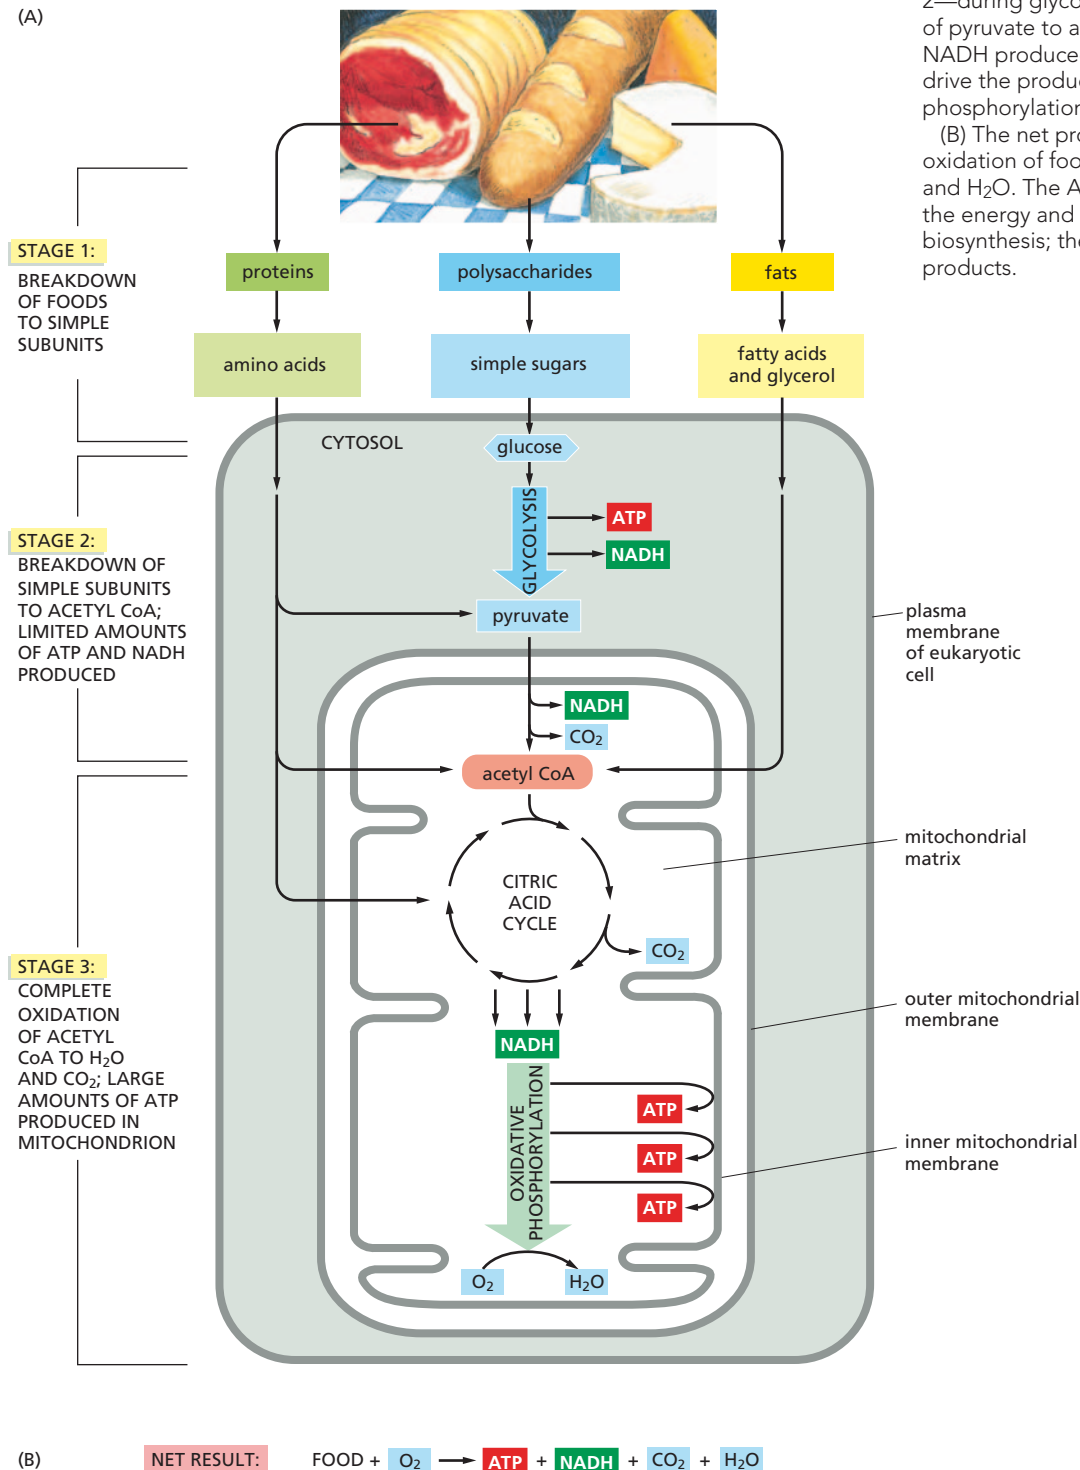 (A)
2—during glyco
of pyruvate to a
NADH produce
drive the produc
phosphorylation
(B) The net pro
oxidation of foo
and H₂O. The A
the energy and
biosynthesis; the
products.
STAGE 1:
BREAKDOWN
OF FOODS
TO SIMPLE
SUBUNITS
proteins
polysaccharides
fats
amino acids
simple sugars
fatty acids
and glycerol
CYTOSOL
glucose
GLYCOLYSIS
ATP
NADH
STAGE 2:
BREAKDOWN OF
SIMPLE SUBUNITS
TO ACETYL CoA;
LIMITED AMOUNTS
OF ATP AND NADH
PRODUCED
pyruvate
plasma
membrane
of eukaryotic
cell
NADH
CO₂
acetyl CoA
mitochondrial
matrix
CITRIC
ACID
CYCLE
CO₂
STAGE 3:
COMPLETE
OXIDATION
OF ACETYL
CoA TO H₂O
AND CO₂; LARGE
AMOUNTS OF ATP
PRODUCED IN
MITOCHONDRION
outer mitochondrial
membrane
NADH
OXIDATIVE
PHOSPHORYLATION
ATP
ATP
ATP
inner mitochondrial
membrane
O₂
H₂O
(B)
NET RESULT:
FOOD + O₂ → ATP + NADH + CO₂ + H₂O